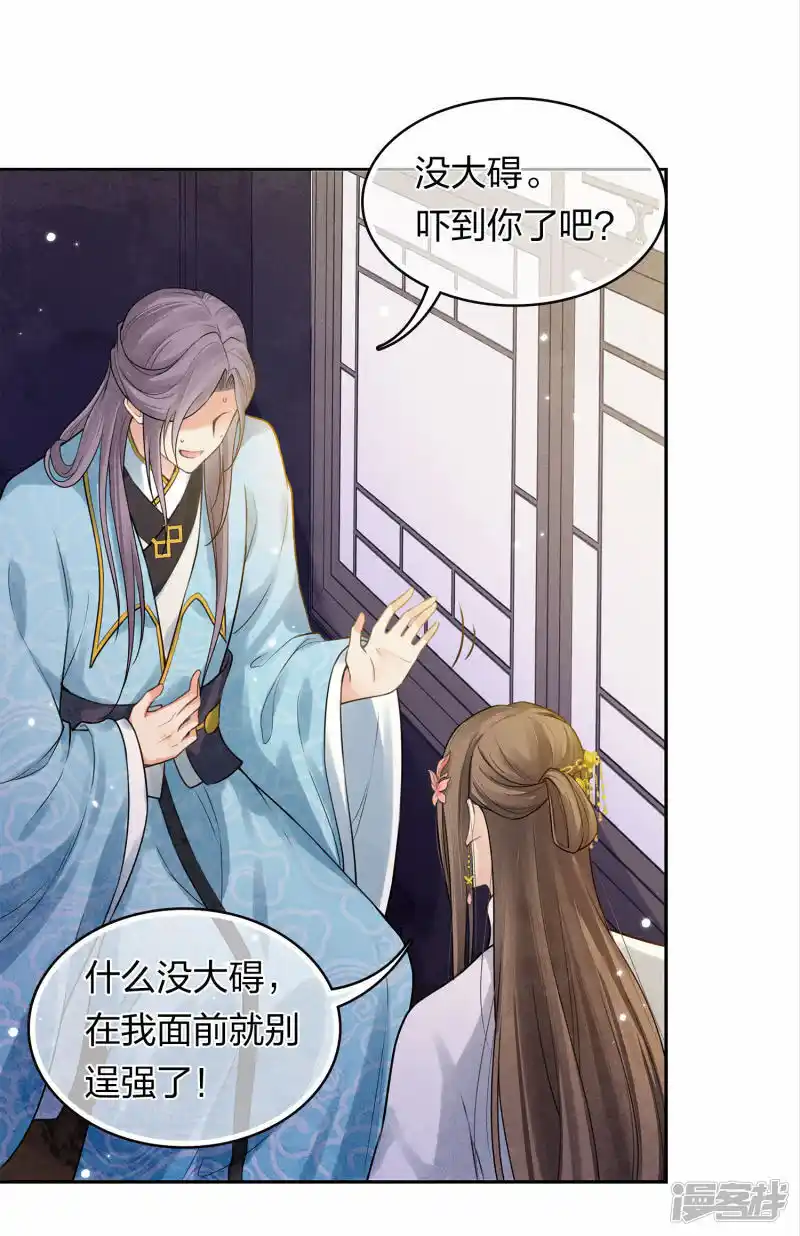 没大碍。
吓到你了吧?
什么没大碍，
在我面前就别
逞强了!
漫客栈